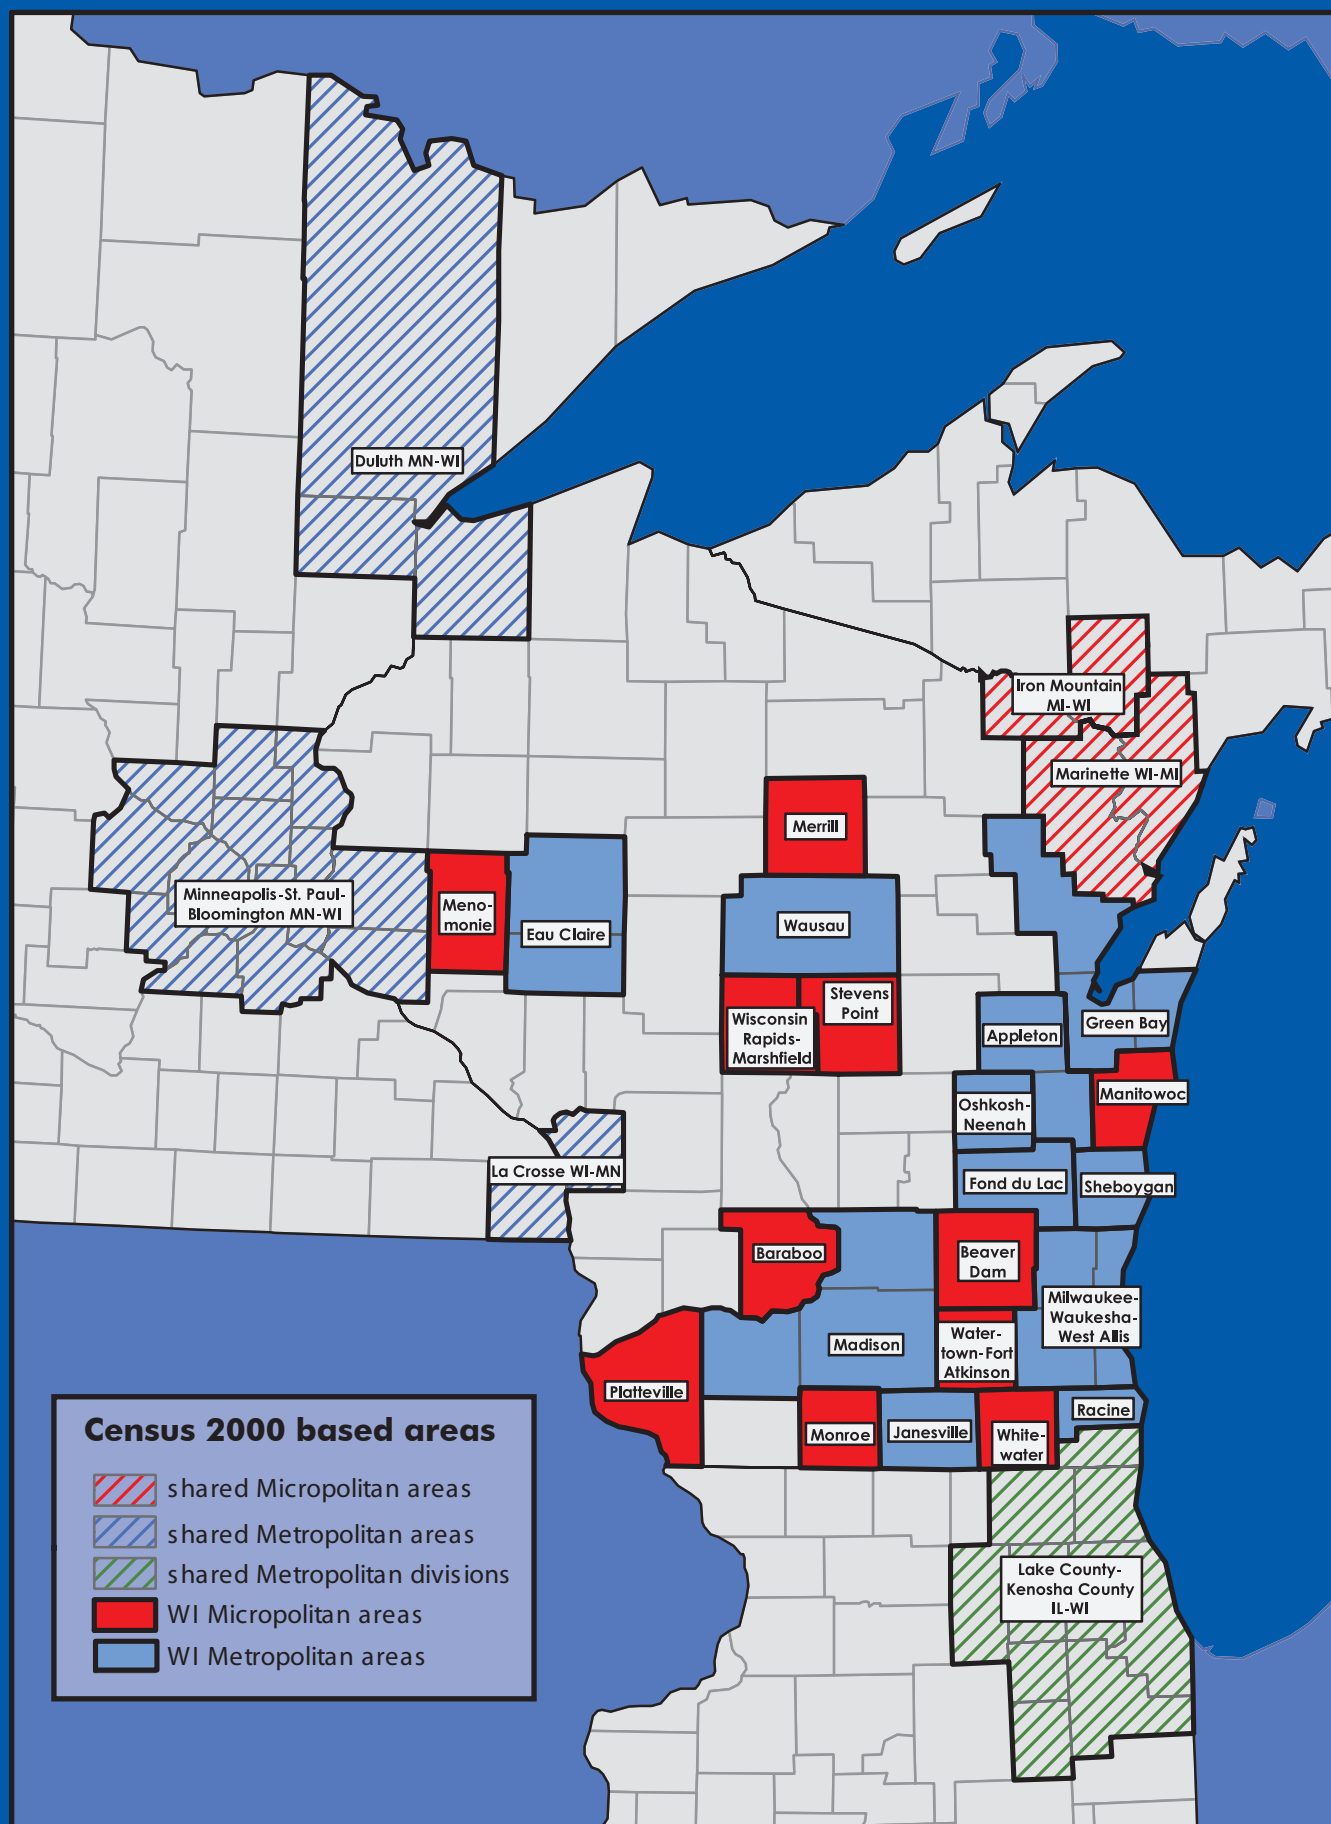 Duluth MN-WI
Iron Mountain
MI-WI
Marinette WI-MI
Merrill
Minneapolis-St. Paul-
Bloomington MN-WI
Meno-
monie
Eau Claire
Wausau
Wisconsin
Rapids-
Marshfield
Stevens
Point
Appleton
Green Bay
Oshkosh-
Neenah
Manitowoc
La Crosse WI-MN
Fond du Lac
Sheboygan
Baraboo
Beaver
Dam
Milwaukee-
Waukesha-
West Allis
Madison
Water-
town-Fort
Atkinson
Platteville
Monroe
Janesville
White-
water
Racine
Lake County-
Kenosha County
IL-WI
Census 2000 based areas
shared Micropolitan areas
shared Metropolitan areas
shared Metropolitan divisions
WI Micropolitan areas
WI Metropolitan areas